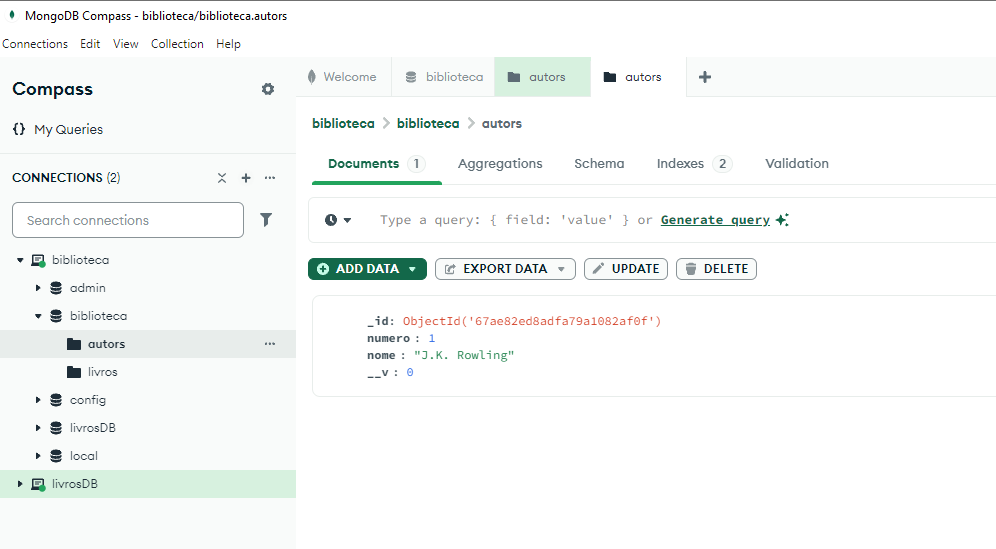 MongoDB Compass - biblioteca/biblioteca.autors
Connections Edit View Collection Help
Compass
{} My Queries
CONNECTIONS (2)
Search connections
biblioteca
admin
biblioteca
autors
livros
config
livrosDB
local
livrosDB
Welcome biblioteca autors autors
biblioteca > biblioteca > autors
Documents 1 Aggregations Schema Indexes 2 Validation
Type a query: { field: 'value' } or Generate query
ADD DATA EXPORT DATA UPDATE DELETE
_id: ObjectId('67ae82ed8adfa79a1082af0f')
numero : 1
nome : "J.K. Rowling"
__v : 0